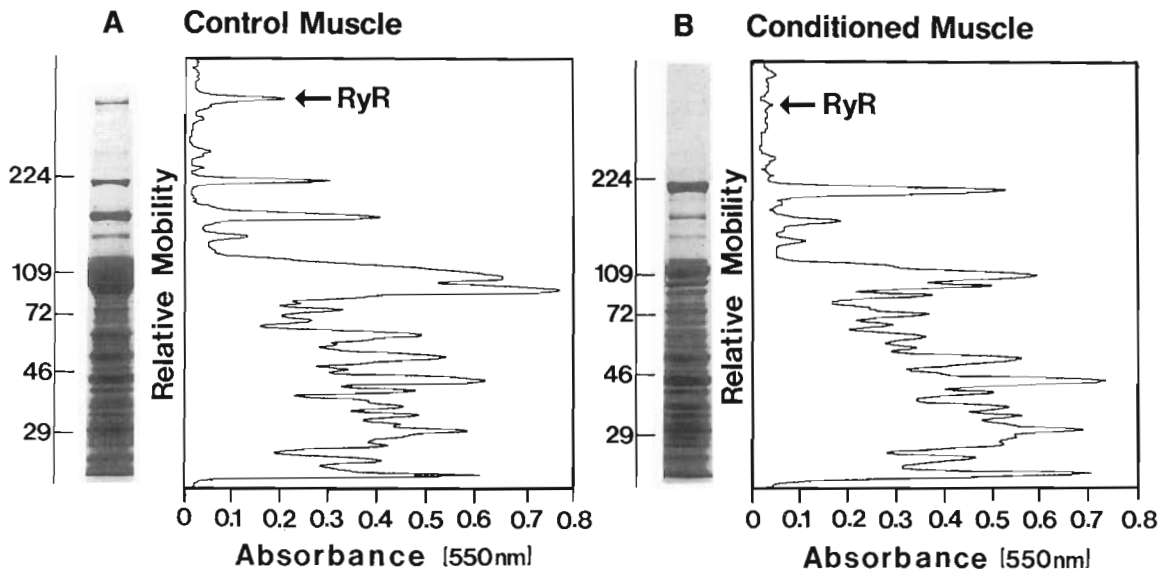 A Control Muscle
RyR
224
109
72
46
29
Relative Mobility
0 0.1 0.2 0.3 0.4 0.5 0.6 0.7 0.8
Absorbance [550nm]
B Conditioned Muscle
RyR
224
109
72
46
29
Relative Mobility
0 0.1 0.2 0.3 0.4 0.5 0.6 0.7 0.8
Absorbance [550nm]